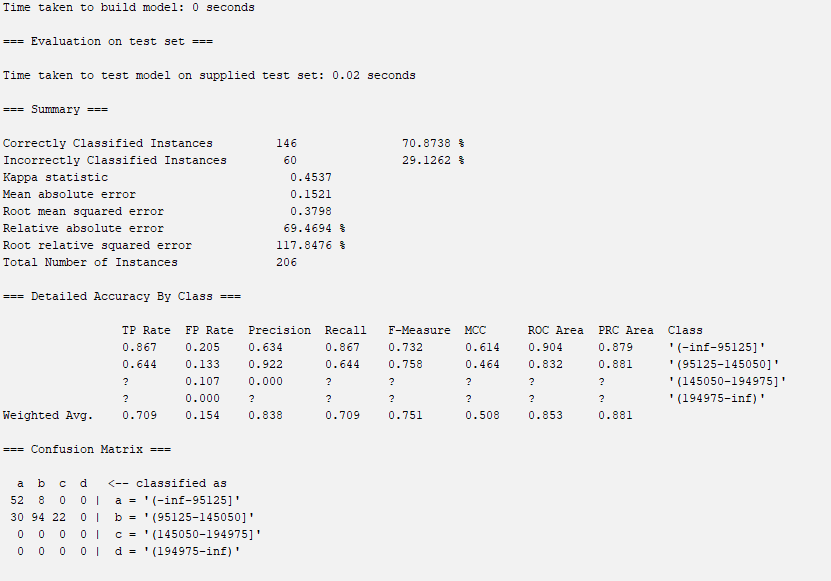 Time taken to build model: 0 seconds
=== Evaluation on test set ===
Time taken to test model on supplied test set: 0.02 seconds
=== Summary ===
Correctly Classified Instances         146               70.8738 %
Incorrectly Classified Instances        60               29.1262 %
Kappa statistic                          0.4537
Mean absolute error                      0.1521
Root mean squared error                  0.3798
Relative absolute error                 69.4694 %
Root relative squared error            117.8476 %
Total Number of Instances              206
=== Detailed Accuracy By Class ===
                 TP Rate  FP Rate  Precision  Recall   F-Measure  MCC      ROC Area  PRC Area  Class
                 0.867    0.205    0.634      0.867    0.732      0.614    0.904     0.879     '(-inf-95125]'
                 0.644    0.133    0.922      0.644    0.758      0.464    0.832     0.881     '(95125-145050]'
                 ?        0.107    0.000      ?        ?          ?        ?         ?         '(145050-194975]'
                 ?        0.000    ?          ?        ?          ?        ?         ?         '(194975-inf)'
Weighted Avg.    0.709    0.154    0.838      0.709    0.751      0.508    0.853     0.881
=== Confusion Matrix ===
  a  b  c  d   <-- classified as
 52  8  0  0 |  a = '(-inf-95125]'
 30 94 22  0 |  b = '(95125-145050]'
  0  0  0  0 |  c = '(145050-194975]'
  0  0  0  0 |  d = '(194975-inf)'